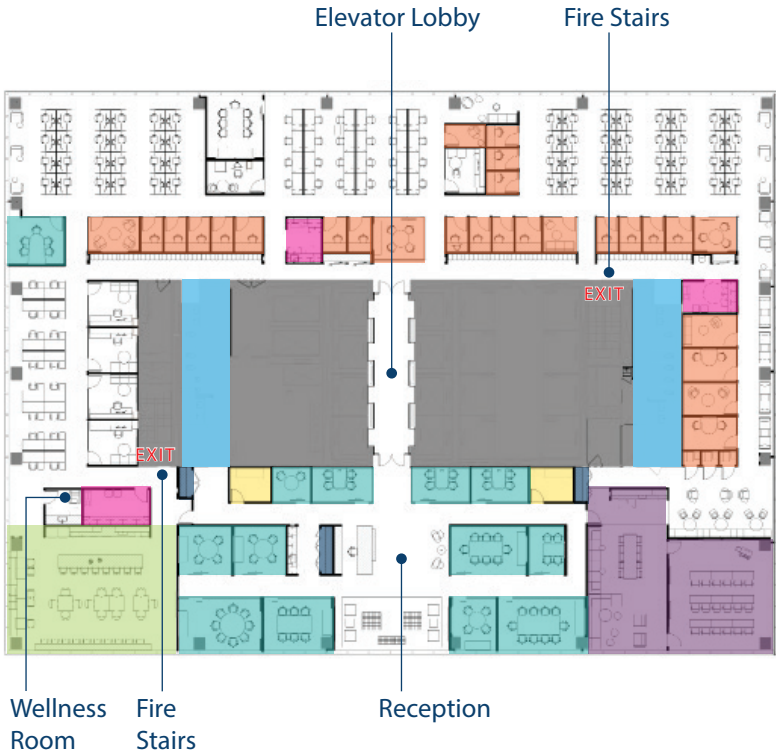 Elevator Lobby
Fire Stairs
EXIT
EXIT
Wellness
Room
Fire
Stairs
Reception